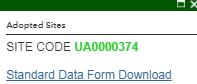 Adopted Sites
SITE CODE UA0000374
Standard Data Form Download